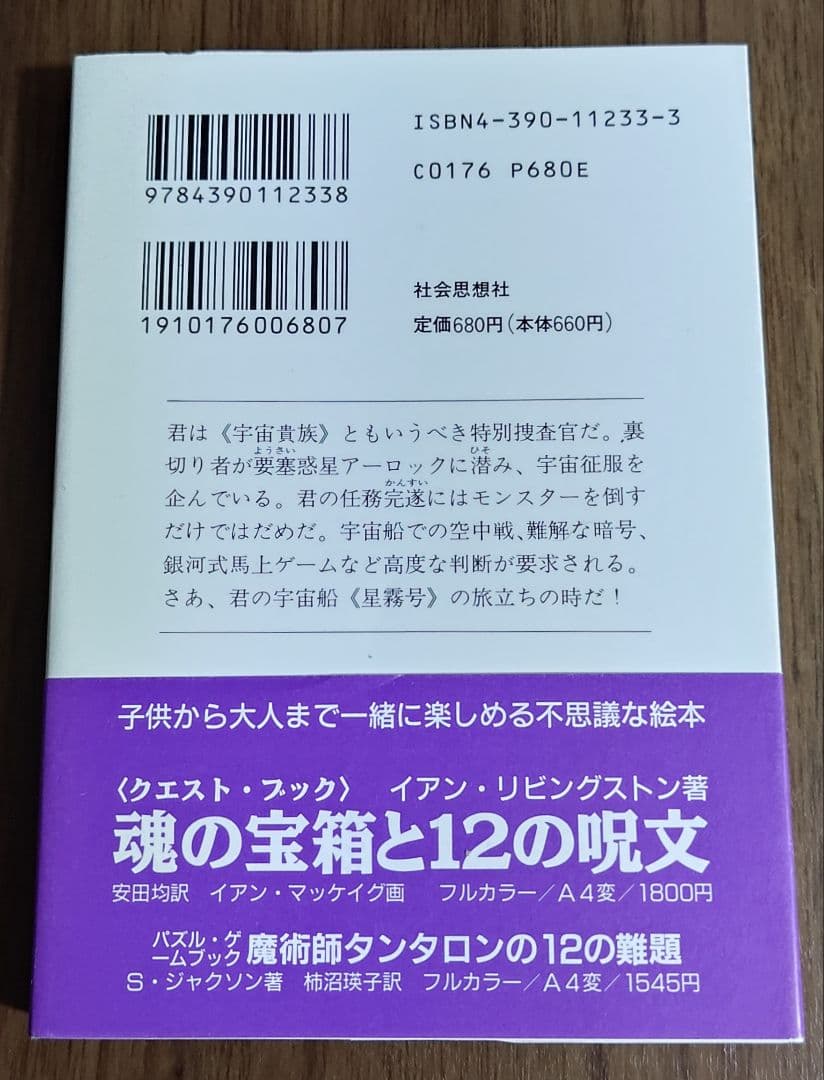 ISBN4-390-11233-3
9784390112338
C0176 P680E
1910176006807
社会思想社
定価680円(本体660円)
君は《宇宙貴族》ともいうべき特別捜査官だ。裏
ようさい
ひそ
切り者が要塞惑星アーロックに潜み、宇宙征服を
かんすい
企んでいる。君の任務完遂にはモンスターを倒す
だけではだめだ。宇宙船での空中戦、難解な暗号、
銀河式馬上ゲームなど高度な判断が要求される。
さあ、君の宇宙船《星霧号》の旅立ちの時だ!
子供から大人まで一緒に楽しめる不思議な絵本
〈クエスト・ブック〉 イアン・リビングストン著
魂の宝箱と12の呪文
安田均訳 イアン・マッケイグ画 フルカラー/A4変/1800円
パズル・ゲ
ームブック
魔術師タンタロンの12の難題
S・ジャクソン著 柿沼瑛子訳 フルカラー/A4変/1545円